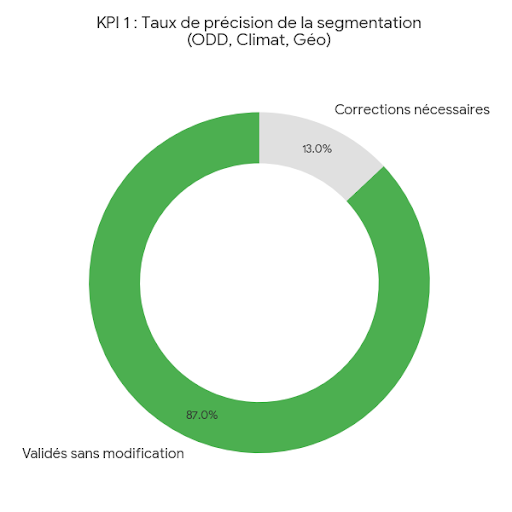 KPI 1 : Taux de précision de la segmentation
(ODD, Climat, Géo)
Corrections nécessaires
13.0%
87.0%
Validés sans modification